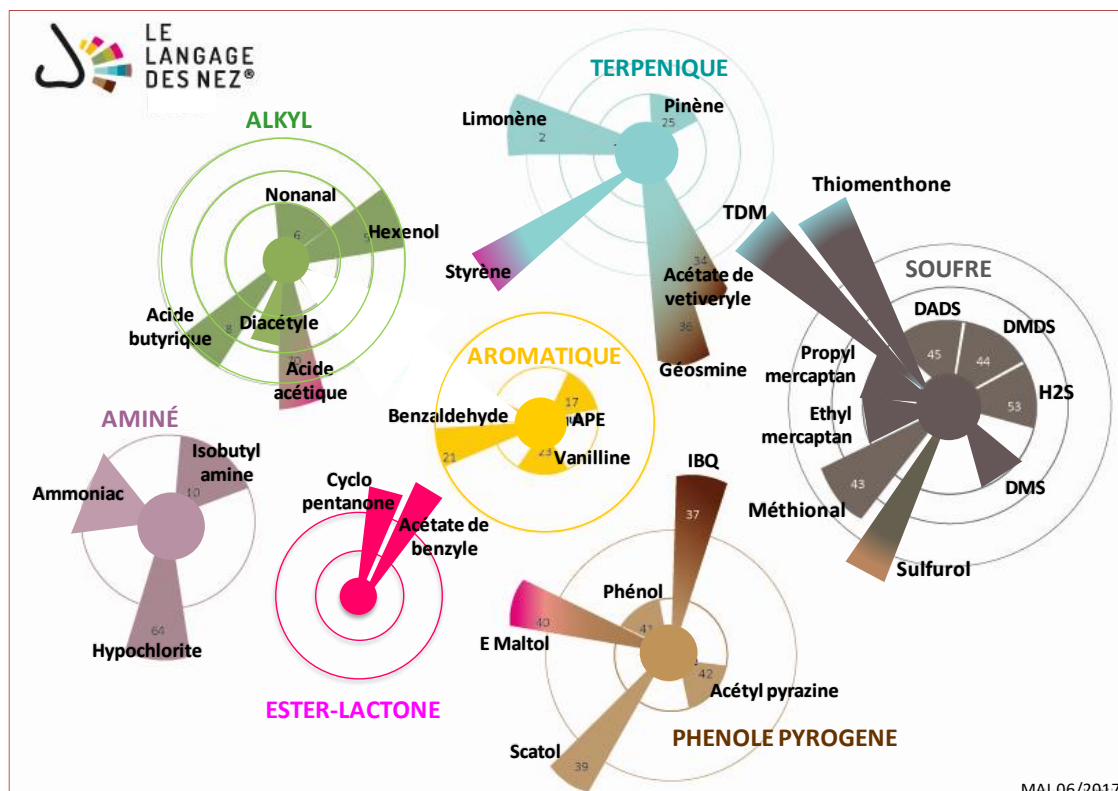 LE
LANGAGE
DES NEZ®
TERPENIQUE
Limonène
2
Pinène
25
Styrène
34
Acétate de
vetiveryle
36
Géosmine
ALKYL
Nonanal
6
Hexenol
5
Acide
butyrique
8
Diacétyle
Acide
acétique
Thiomenthone
TDM
SOUFRE
DADS
45
DMDS
44
H2S
53
Propyl
mercaptan
Ethyl
mercaptan
43
Méthional
DMS
Sulfurol
AROMATIQUE
17
APE
Benzaldehyde
21
23
Vanilline
AMINÉ
Isobutyl
amine
10
Ammoniac
64
Hypochlorite
Cyclo
pentanone
Acétate de
benzyle
ESTER-LACTONE
IBQ
37
Phénol
41
40
E Maltol
42
Acétyl pyrazine
Scatol
39
PHENOLE PYROGENE
MAJ 06/2017